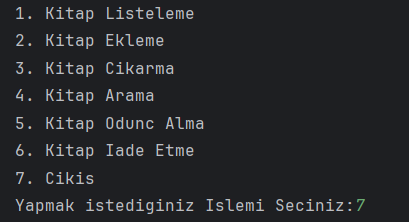 1. Kitap Listeleme
2. Kitap Ekleme
3. Kitap Cikarma
4. Kitap Arama
5. Kitap Odunc Alma
6. Kitap Iade Etme
7. Cikis
Yapmak istediginiz Islemi Seciniz:7